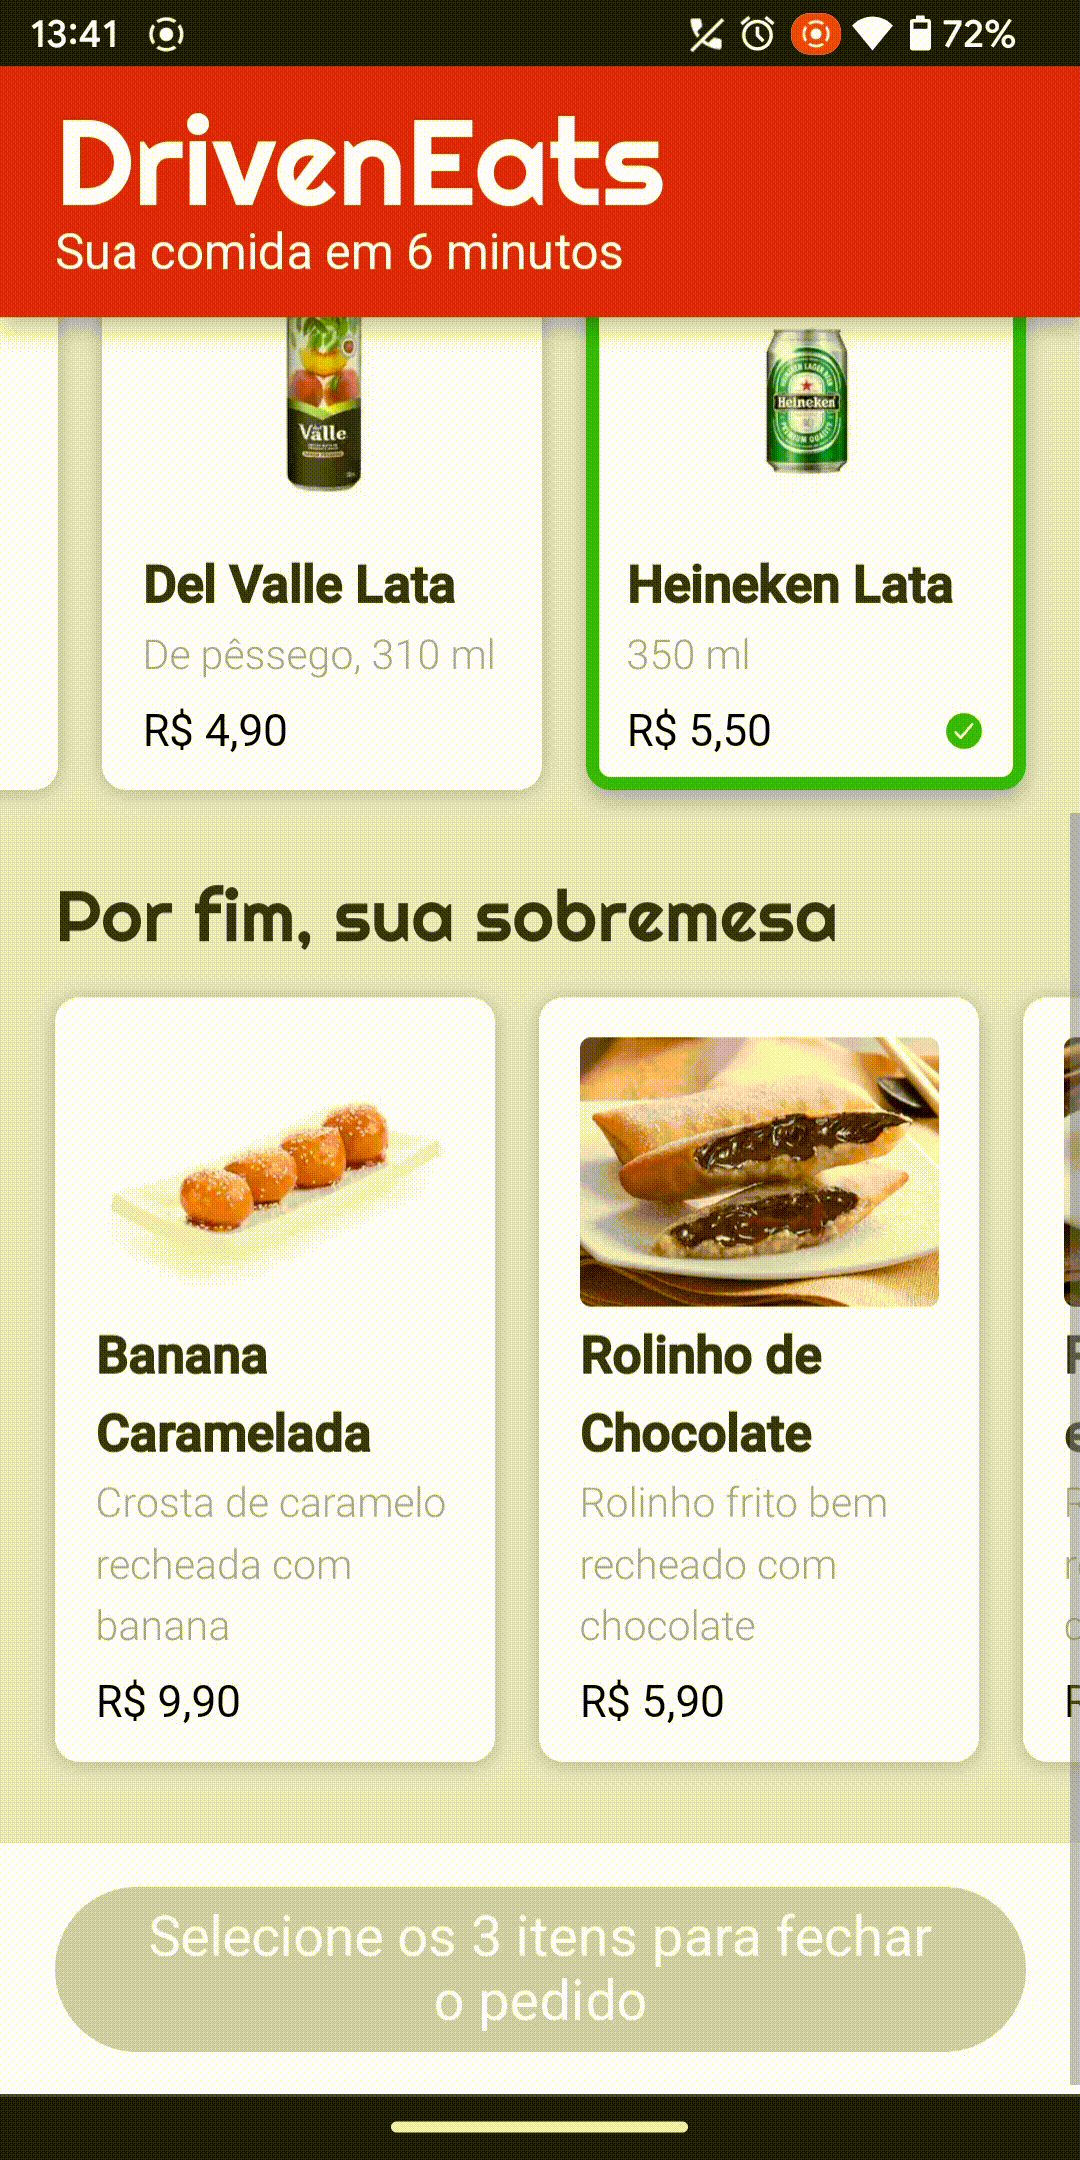 13:41
72%
DrivenEats
Sua comida em 6 minutos
Valle
Heineken
Del Valle Lata
De pêssego, 310 ml
R$ 4,90
Heineken Lata
350 ml
R$ 5,50
Por fim, sua sobremesa
Banana
Caramelada
Crosta de caramelo
recheada com
banana
R$ 9,90
Rolinho de
Chocolate
Rolinho frito bem
recheado com
chocolate
R$ 5,90
Selecione os 3 itens para fechar
o pedido